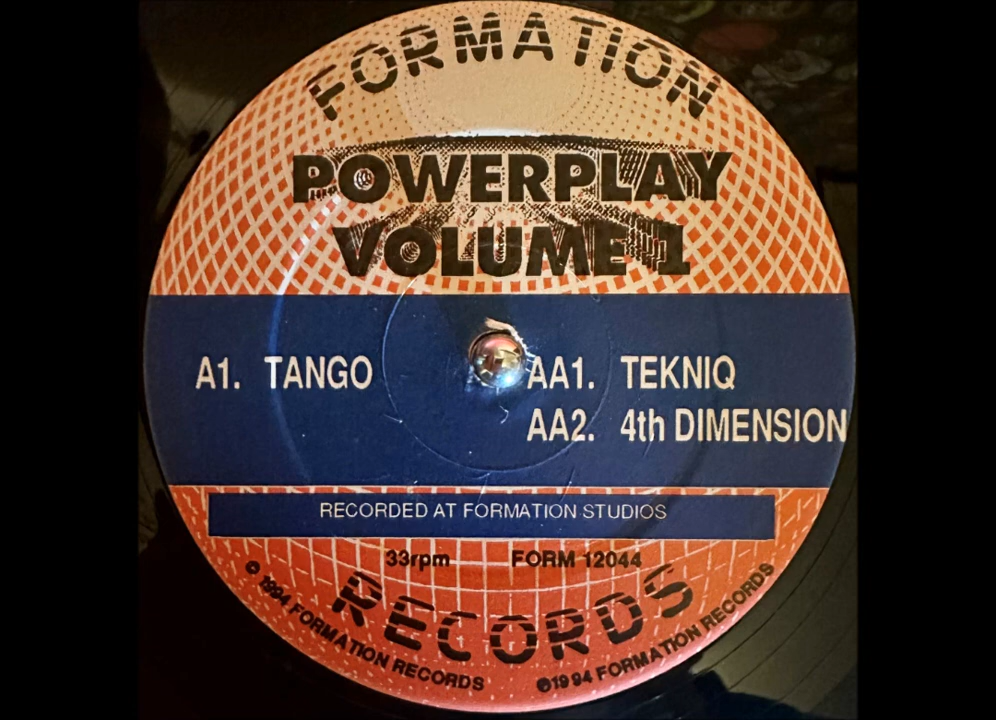 FORMATION
POWERPLAY
VOLUME 1
A1. TANGO
AA1. TEKNIQ
AA2. 4th DIMENSION
RECORDED AT FORMATION STUDIOS
33rpm FORM 12044
RECORDS
© 1994 FORMATION RECORDS
℗1994 FORMATION RECORDS